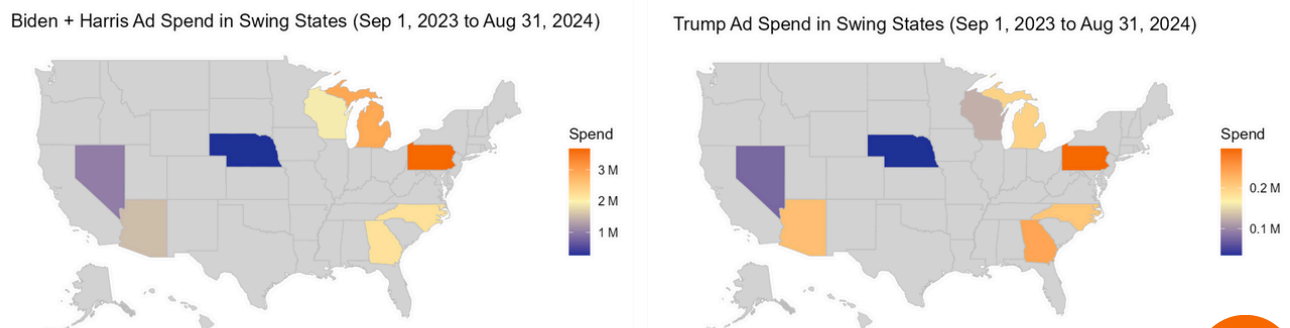 Biden + Harris Ad Spend in Swing States (Sep 1, 2023 to Aug 31, 2024)
Spend
3 M
2 M
1 M
Trump Ad Spend in Swing States (Sep 1, 2023 to Aug 31, 2024)
Spend
0.2 M
0.1 M